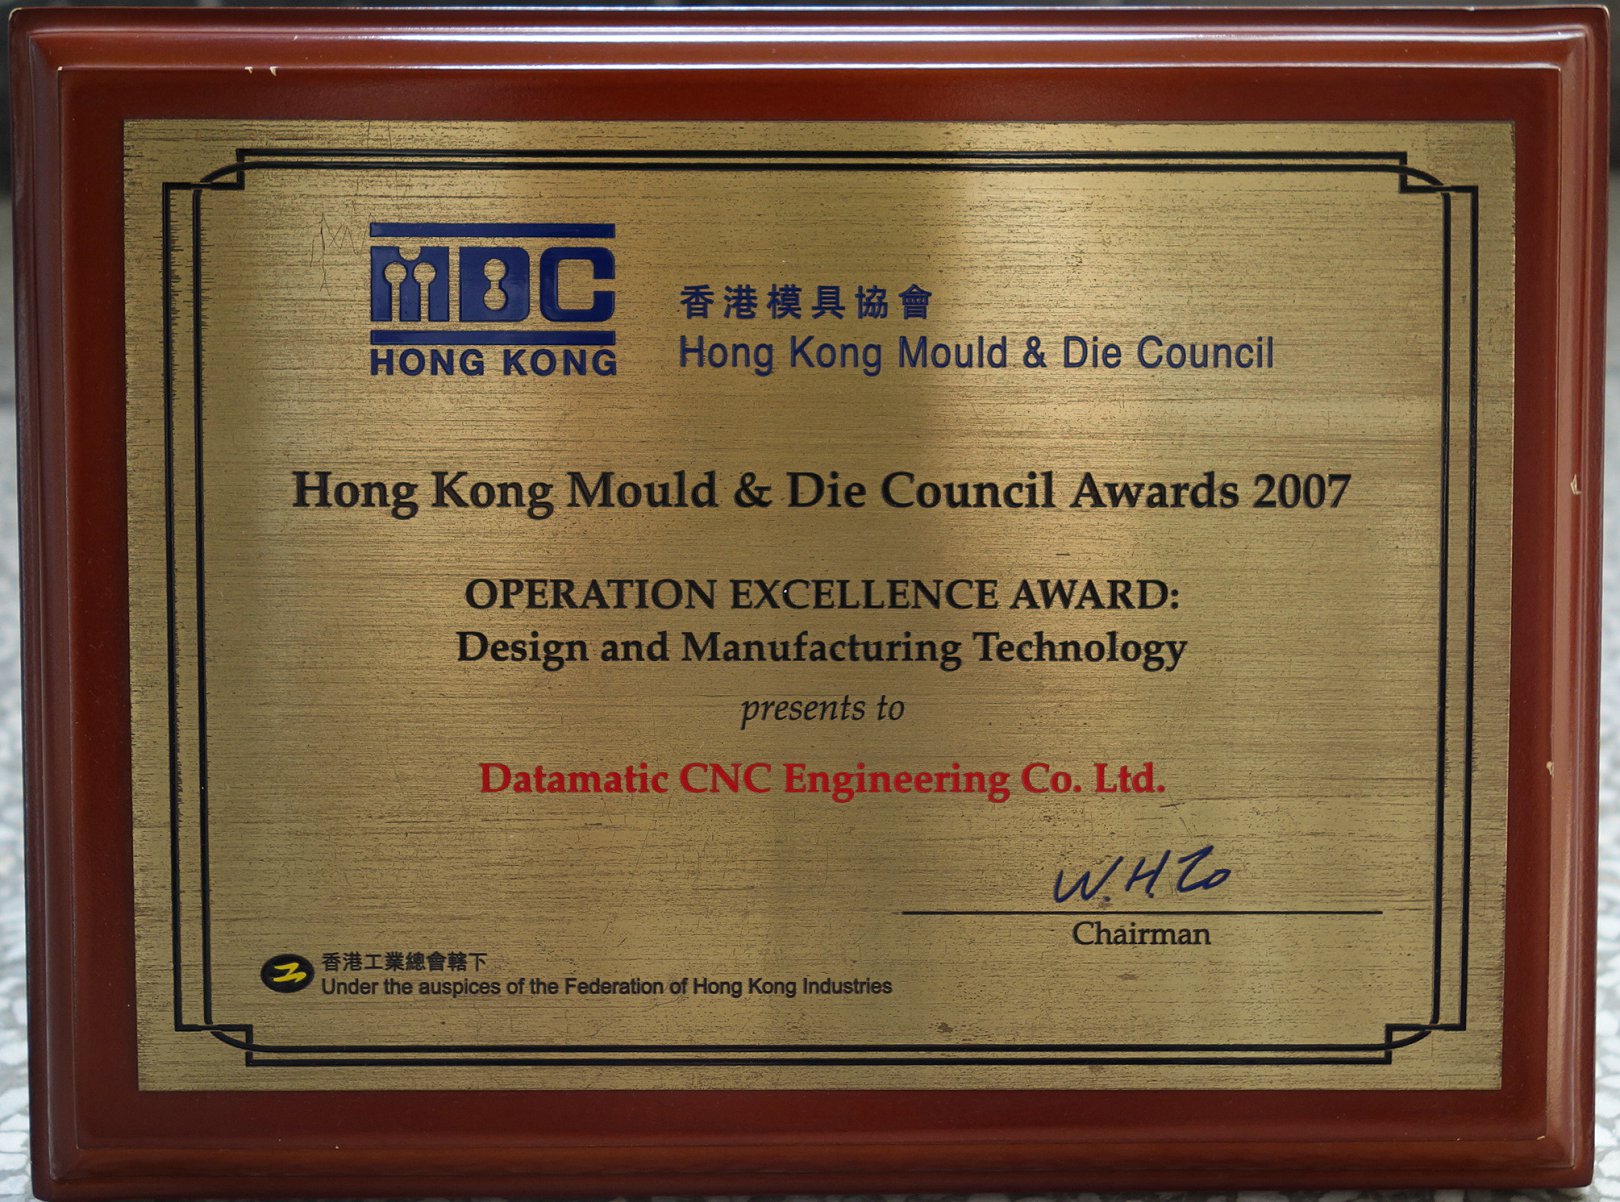 MDC
HONG KONG
香港模具協會
Hong Kong Mould & Die Council
Hong Kong Mould & Die Council Awards 2007
OPERATION EXCELLENCE AWARD:
Design and Manufacturing Technology
presents to
Datamatic CNC Engineering Co. Ltd.
W.H.Lo
Chairman
香港工業總會轄下
Under the auspices of the Federation of Hong Kong Industries